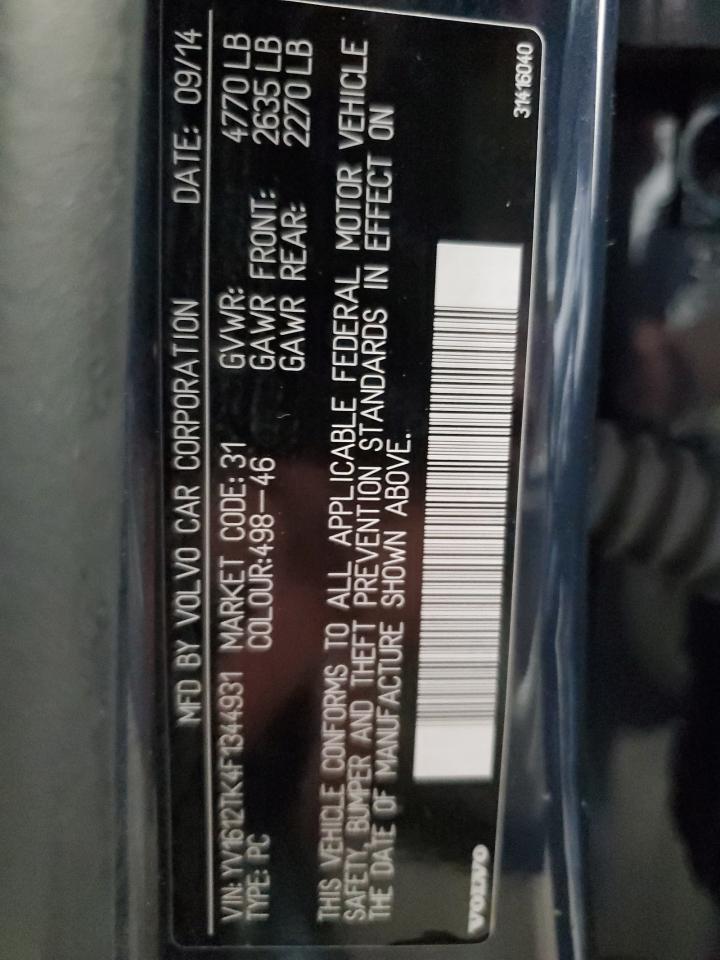 MFD BY VOLVO CAR CORPORATION DATE: 09/14
VIN: YV1612TK4F1344931 MARKET CODE: 31 GVWR: 4770 LB
TYPE: PC COLOUR:498-46 GAWR FRONT: 2635 LB
GAWR REAR: 2270 LB
THIS VEHICLE CONFORMS TO ALL APPLICABLE FEDERAL MOTOR VEHICLE
SAFETY, BUMPER AND THEFT PREVENTION STANDARDS IN EFFECT ON
THE DATE OF MANUFACTURE SHOWN ABOVE.
VOLVO
31416040